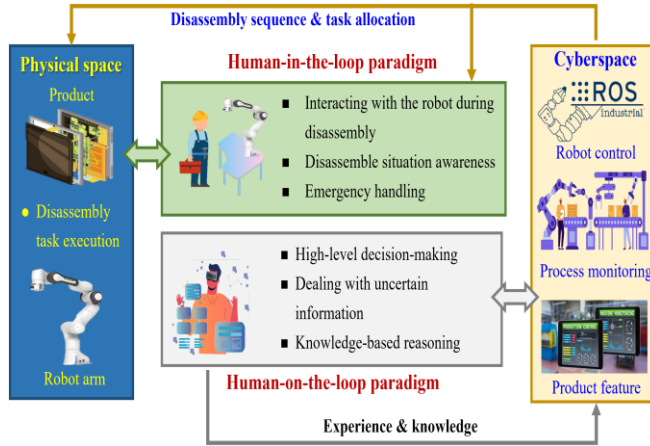 Disassembly sequence & task allocation
Physical space
Product
Disassembly
task execution
Robot arm
Human-in-the-loop paradigm
Interacting with the robot during
disassembly
Disassemble situation awareness
Emergency handling
High-level decision-making
Dealing with uncertain
information
Knowledge-based reasoning
Human-on-the-loop paradigm
Experience & knowledge
Cyberspace
ROS
Industrial
Robot control
Process monitoring
PRODUCTION CONTROL
Product feature